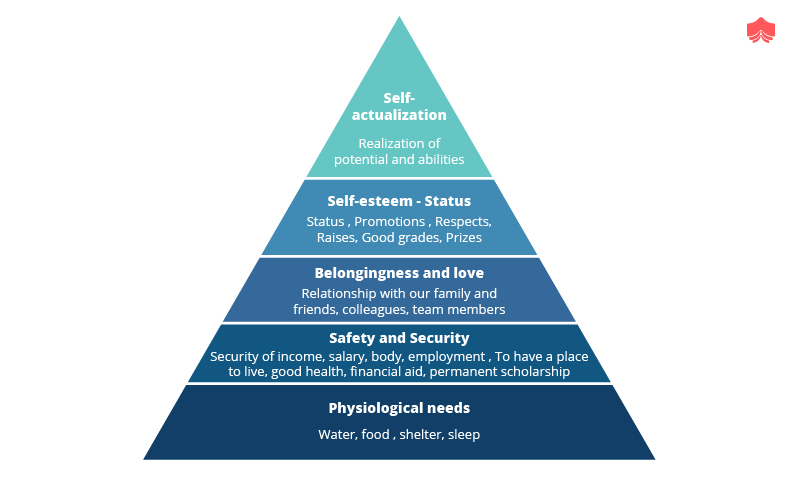 Self-
actualization
Realization of
potential and abilities
Self-esteem - Status
Status , Promotions , Respects,
Raises, Good grades, Prizes
Belongingness and love
Relationship with our family and
friends, colleagues, team members
Safety and Security
Security of income, salary, body, employment , To have a place
to live, good health, financial aid, permanent scholarship
Physiological needs
Water, food , shelter, sleep